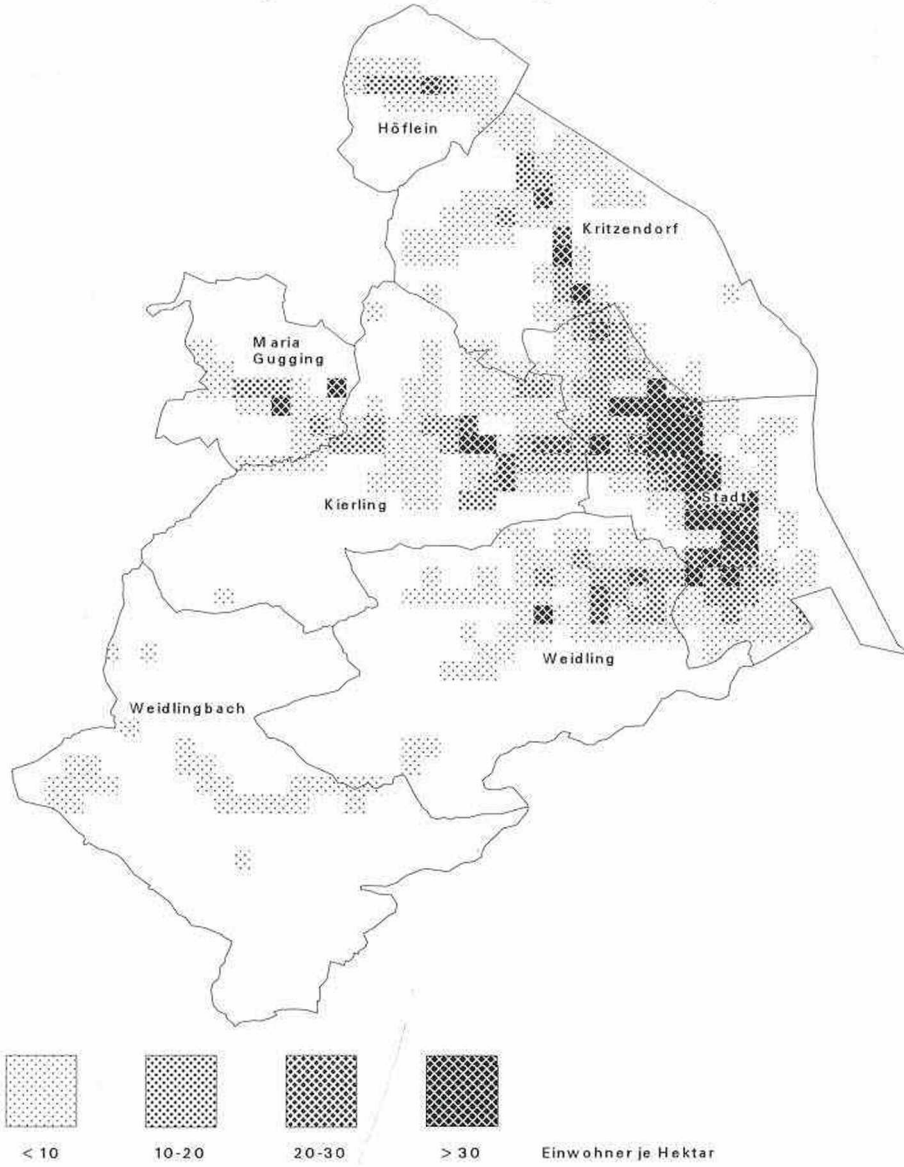 Höflein
Kritzendorf
Maria
Gugging
Stadt
Kierling
Weidling
Weidlingbach
< 10 10-20 20-30 > 30 Einwohner je Hektar